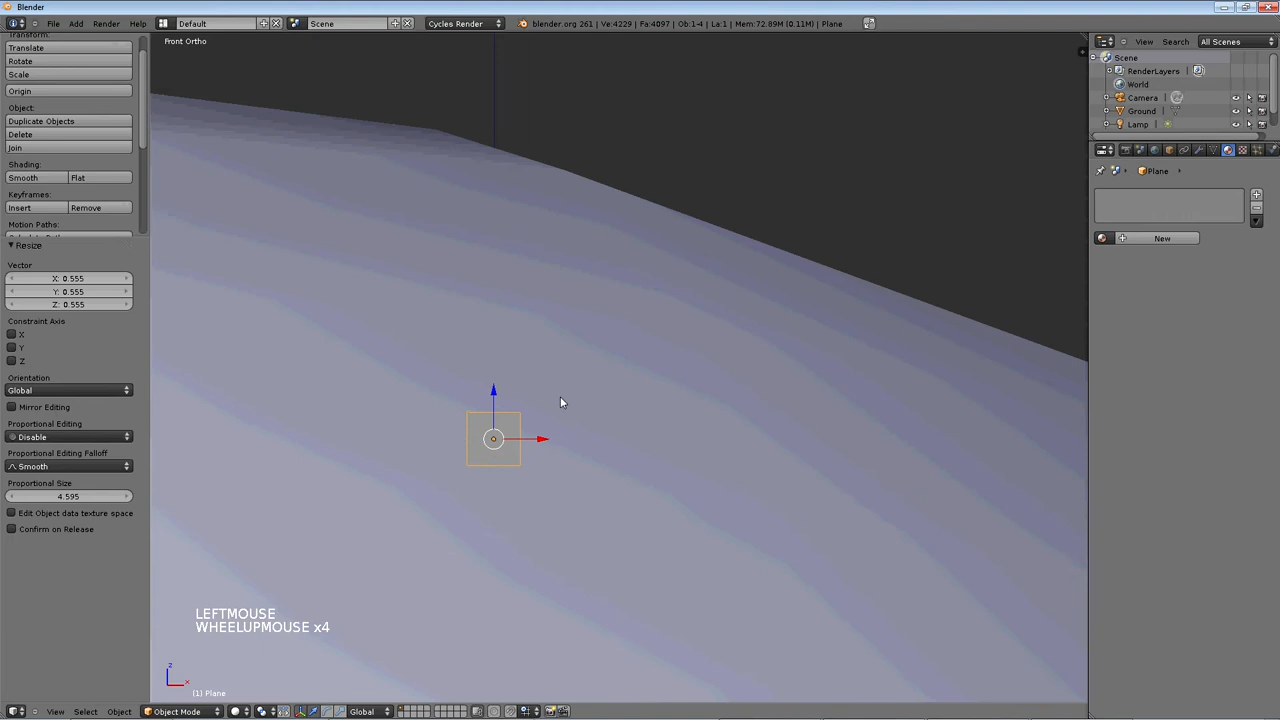 Blender
File Add Render Help Default Scene Cycles Render blender.org 261 | Ve:4229 | Fa:4097 | Ob:1-4 | La:1 | Mem:72.89M (0.11M) | Plane
Transform:
Translate
Rotate
Scale
Origin
Object:
Duplicate Objects
Delete
Join
Shading:
Smooth Flat
Keyframes:
Insert Remove
Motion Paths:
Resize
Vector
X: 0.555
Y: 0.555
Z: 0.555
Constraint Axis
X
Y
Z
Orientation
Global
Mirror Editing
Proportional Editing
Disable
Proportional Editing Falloff
Smooth
Proportional Size
4.595
Edit Object data texture space
Confirm on Release
Front Ortho
LEFTMOUSE
WHEELUPMOUSE x4
z
x
(1) Plane
View Select Object Object Mode Global
View Search All Scenes
Scene
RenderLayers
World
Camera
Ground
Lamp
Plane
New